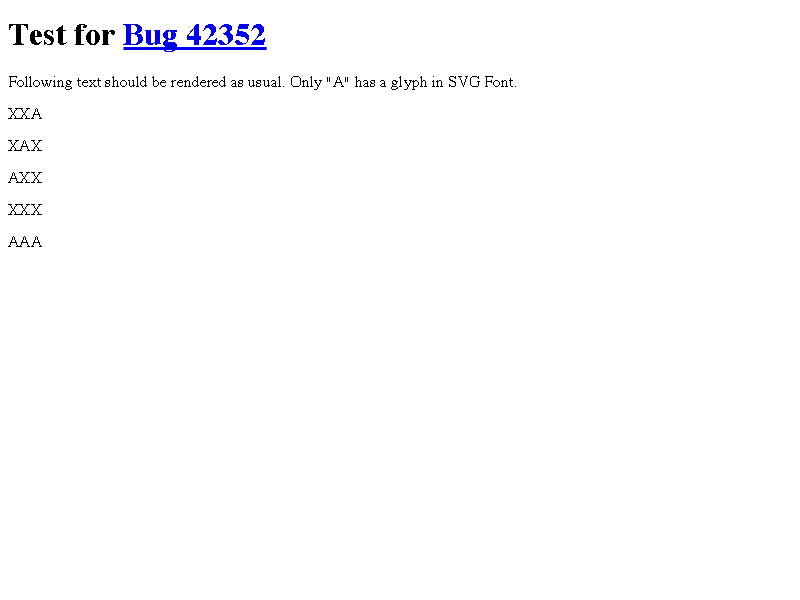 Test for Bug 42352
Following text should be rendered as usual. Only "A" has a glyph in SVG Font.
XXA
XAX
AXX
XXX
AAA